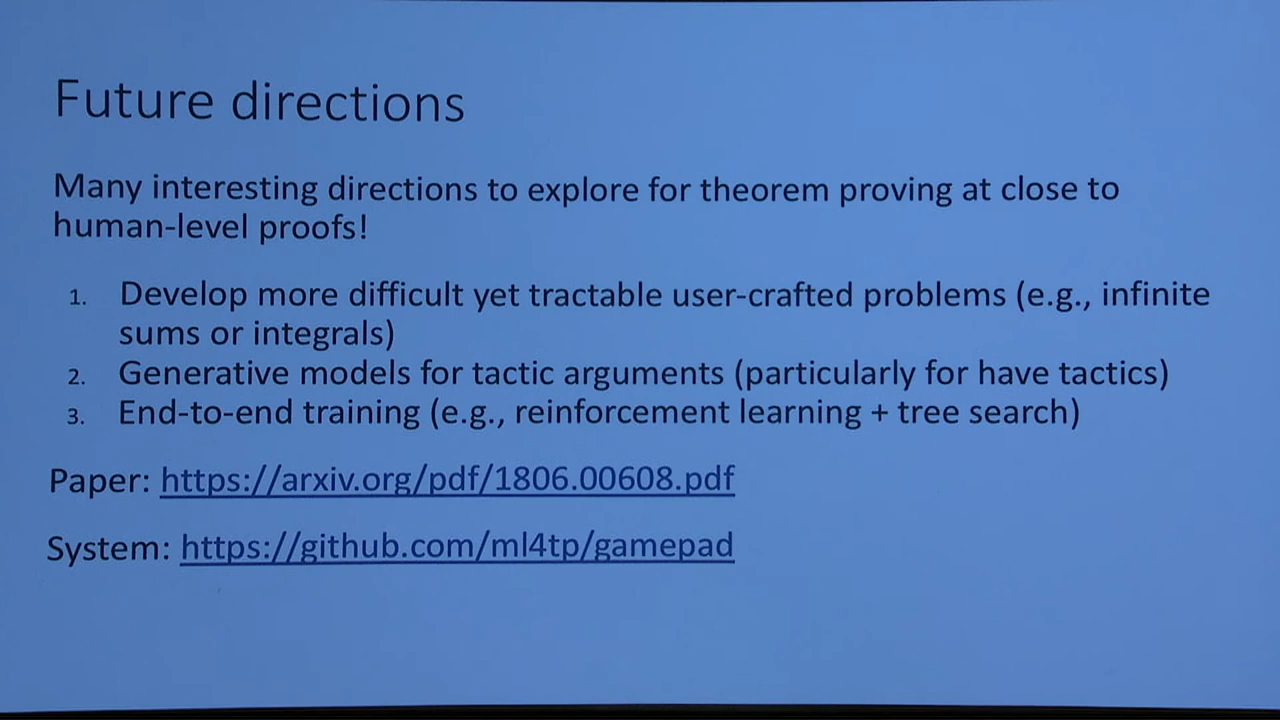 Future directions
Many interesting directions to explore for theorem proving at close to
human-level proofs!
1. Develop more difficult yet tractable user-crafted problems (e.g., infinite
sums or integrals)
2. Generative models for tactic arguments (particularly for have tactics)
3. End-to-end training (e.g., reinforcement learning + tree search)
Paper: https://arxiv.org/pdf/1806.00608.pdf
System: https://github.com/ml4tp/gamepad